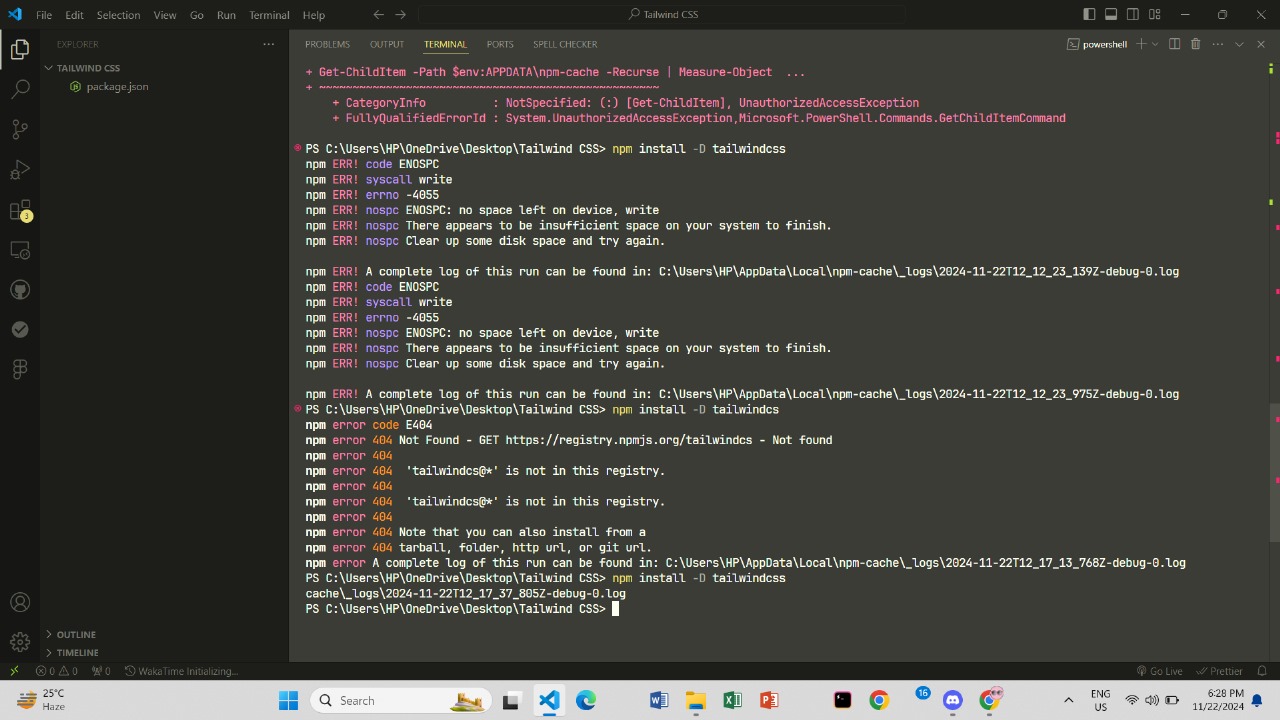 File Edit Selection View Go Run Terminal Help
Tailwind CSS
EXPLORER
TAILWIND CSS
package.json
3
OUTLINE
TIMELINE
PROBLEMS OUTPUT TERMINAL PORTS SPELL CHECKER
powershell
+ Get-ChildItem -Path $env:APPDATA\npm-cache -Recurse | Measure-Object ...
+ ~~~~~~~~~~~~~~~~~~~~~~~~~~~~~~~~~~~~~~~~~~~~~~~~~~~
+ CategoryInfo : NotSpecified: (:) [Get-ChildItem], UnauthorizedAccessException
+ FullyQualifiedErrorId : System.UnauthorizedAccessException,Microsoft.PowerShell.Commands.GetChildItemCommand
PS C:\Users\HP\OneDrive\Desktop\Tailwind CSS> npm install -D tailwindcss
npm ERR! code ENOSPC
npm ERR! syscall write
npm ERR! errno -4055
npm ERR! nospc ENOSPC: no space left on device, write
npm ERR! nospc There appears to be insufficient space on your system to finish.
npm ERR! nospc Clear up some disk space and try again.
npm ERR! A complete log of this run can be found in: C:\Users\HP\AppData\Local\npm-cache\_logs\2024-11-22T12_12_23_139Z-debug-0.log
npm ERR! code ENOSPC
npm ERR! syscall write
npm ERR! errno -4055
npm ERR! nospc ENOSPC: no space left on device, write
npm ERR! nospc There appears to be insufficient space on your system to finish.
npm ERR! nospc Clear up some disk space and try again.
npm ERR! A complete log of this run can be found in: C:\Users\HP\AppData\Local\npm-cache\_logs\2024-11-22T12_12_23_975Z-debug-0.log
PS C:\Users\HP\OneDrive\Desktop\Tailwind CSS> npm install -D tailwindcs
npm error code E404
npm error 404 Not Found - GET https://registry.npmjs.org/tailwindcs - Not found
npm error 404
npm error 404 'tailwindcs@*' is not in this registry.
npm error 404
npm error 404 'tailwindcs@*' is not in this registry.
npm error 404
npm error 404 Note that you can also install from a
npm error 404 tarball, folder, http url, or git url.
npm error A complete log of this run can be found in: C:\Users\HP\AppData\Local\npm-cache\_logs\2024-11-22T12_17_13_768Z-debug-0.log
PS C:\Users\HP\OneDrive\Desktop\Tailwind CSS> npm install -D tailwindcss
cache\_logs\2024-11-22T12_17_37_805Z-debug-0.log
PS C:\Users\HP\OneDrive\Desktop\Tailwind CSS>
0 0 0 WakaTime Initializing...
Go Live Prettier
25°C
Haze
Search
16
ENG
US
5:28 PM
11/22/2024